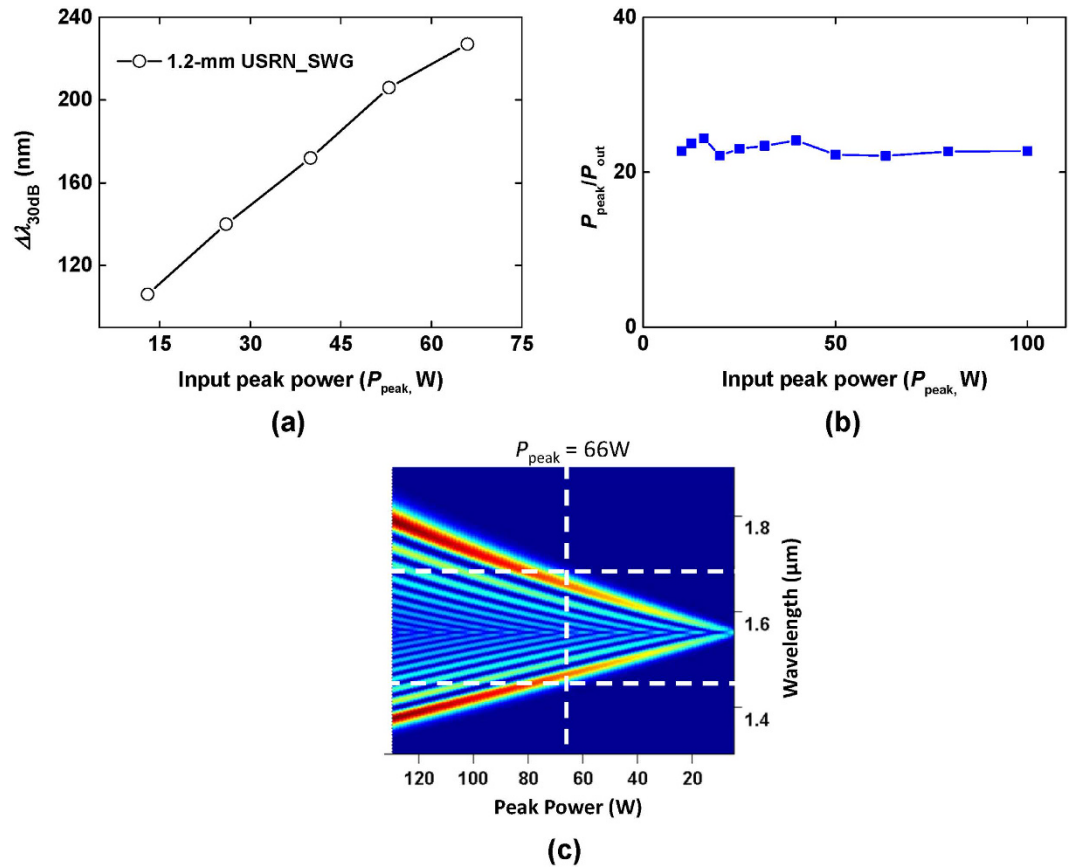 240
200
160
120
Δλ30dB (nm)
1.2-mm USRN_SWG
15 30 45 60 75
Input peak power (Ppeak, W)
(a)
40
20
0
Ppeak/Pout
0 50 100
Input peak power (Ppeak, W)
(b)
Ppeak = 66W
1.8
1.6
1.4
Wavelength (µm)
120 100 80 60 40 20
Peak Power (W)
(c)